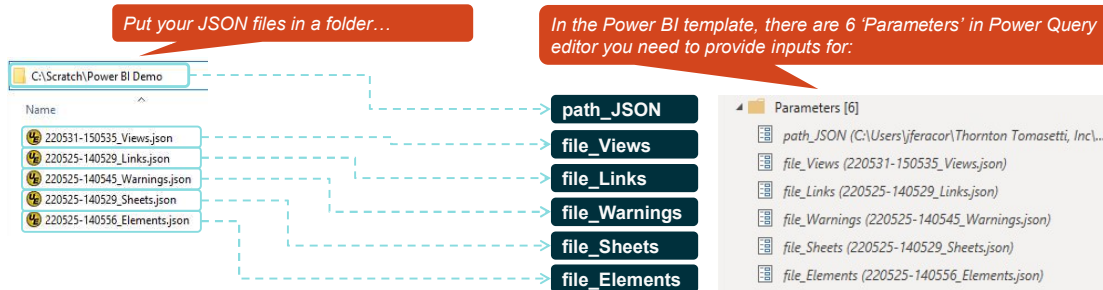 Put your JSON files in a folder…
In the Power BI template, there are 6 ‘Parameters’ in Power Query
editor you need to provide inputs for:
C:\Scratch\Power BI Demo
Name
220531-150535_Views.json
220525-140529_Links.json
220525-140545_Warnings.json
220525-140529_Sheets.json
220525-140556_Elements.json
path_JSON
file_Views
file_Links
file_Warnings
file_Sheets
file_Elements
Parameters [6]
path_JSON (C:\Users\jferacor\Thornton Tomasetti, Inc\...
file_Views (220531-150535_Views.json)
file_Links (220525-140529_Links.json)
file_Warnings (220525-140545_Warnings.json)
file_Sheets (220525-140529_Sheets.json)
file_Elements (220525-140556_Elements.json)